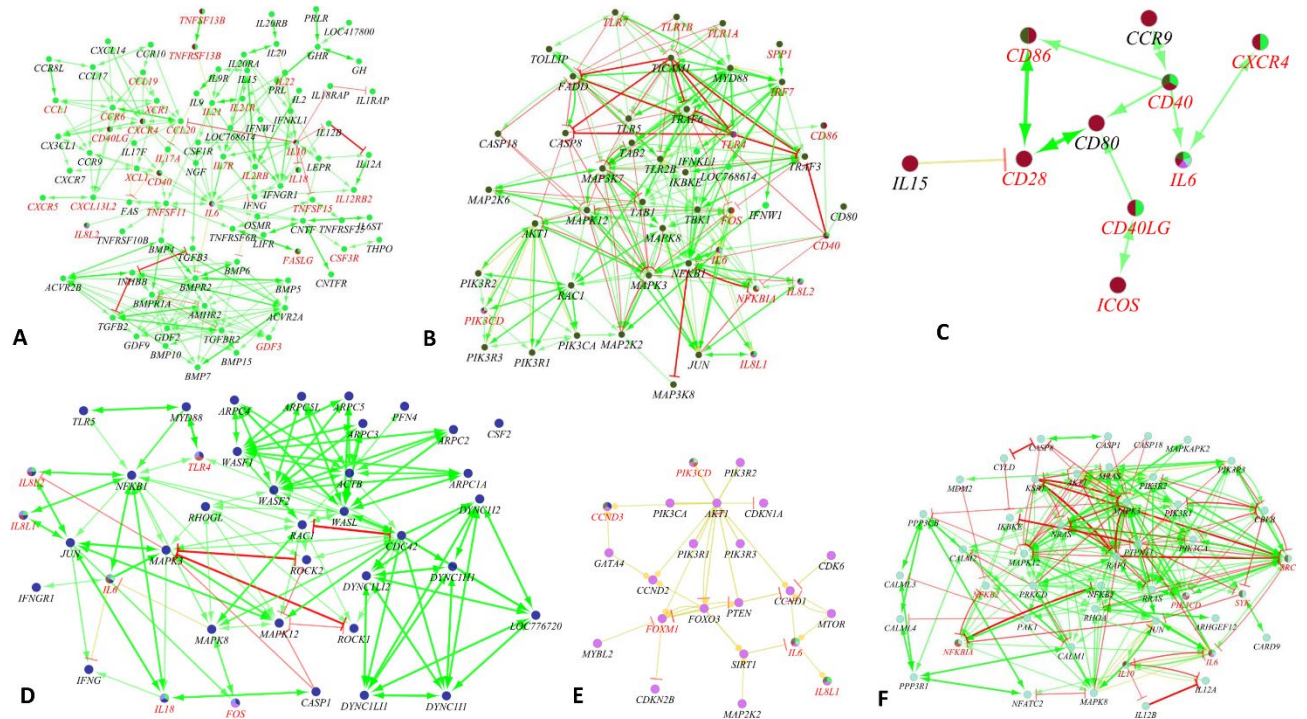 TNFSF13B
TNFRSF13B
IL20RB
PRLR
LOC417800
CXCL14
CCR10
IL20
GHR
CCR8L
CCL17
IL20RA
IL9R
IL15
IL22
GH
CCL19
PRL
IL2
IL18RAP
IL1RAP
CCL1
XCR1
IL9
IL21
IL21R
CCR6
CXCR4
IFNKL1
CD40LG
CCL20
IFNW1
IL12B
LOC768614
CX3CL1
IL17F
CSF1R
IL10
CCR9
IL17A
IL7R
LEPR
IL12A
CXCR7
XCL1
CD40
NGF
IL2RB
IL18
IFNGR1
CXCR5
CXCL13L2
FAS
TNFSF11
IL6
IFNG
TNFSF15
IL12RB2
IL8L2
TNFRSF10B
OSMR
CNTF
TNFRSF25
IL6ST
BMP4
TNFRSF6B
LIFR
TGFB3
FASLG
CSF3R
THPO
INHBB
BMP6
CNTFR
ACVR2B
BMPR2
BMP5
BMPR1A
AMHR2
ACVR2A
TGFB2
GDF2
TGFBR2
GDF9
BMP10
GDF3
BMP15
BMP7
A
TLR7
TLR1B
TLR1A
TOLLIP
TICAM1
SPP1
MYD88
FADD
IRF7
TRAF6
TLR5
CD86
CASP18
CASP8
TAB2
TLR4
IFNKL1
TLR2B
TRAF3
MAP3K7
LOC768614
IKBKE
MAP2K6
TAB1
MAPK12
TBK1
FOS
IFNW1
CD80
AKT1
MAPK8
CD40
IL6
NFKB1
PIK3R2
RAC1
MAPK3
NFKBIA
IL8L2
PIK3CD
PIK3R3
PIK3CA
MAP2K2
PIK3R1
JUN
IL8L1
MAP3K8
B
CD86
CCR9
CXCR4
CD40
CD80
IL15
CD28
IL6
CD40LG
ICOS
C
TLR5
MYD88
ARPC4
ARPC5L
ARPC5
PFN4
CSF2
ARPC3
ARPC2
WASF1
TLR4
ARPC1A
ACTB
NFKB1
WASF2
DYNC1I2
IL8L1
RHOGL
WASL
RAC1
CDC42
JUN
MAPK3
ROCK2
DYNC1H1
DYNC1LI2
IL6
IFNGR1
MAPK8
MAPK12
ROCK1
LOC776720
IFNG
IL18
FOS
CASP1
DYNC1LI1
DYNC1I1
D
PIK3CD
PIK3R2
CCND3
PIK3CA
AKT1
CDKN1A
GATA4
PIK3R1
PIK3R3
CDK6
CCND2
CCND1
FOXO3
PTEN
FOXM1
MTOR
MYBL2
IL6
SIRT1
CDKN2B
MAP2K2
IL8L1
E
CASP8
CASP1
CASP18
MAPKAPK2
CYLD
PIK3R3
MDM2
MRAS
PIK3R2
MAPK3
PPP3CB
IKBKE
NRAS
PIK3R1
CALM2
PTPN11
PIK3CA
SRC
MAPK12
RAF1
CALML3
NFKB2
PRKCD
NFKB1
RRAS
PIK3CD
SYK
CALML4
PAK1
RHOA
JUN
ARHGEF12
NFKBIA
CALM1
CARD9
IL6
PPP3R1
IL10
IL12A
NFATC2
MAPK8
IL12B
F